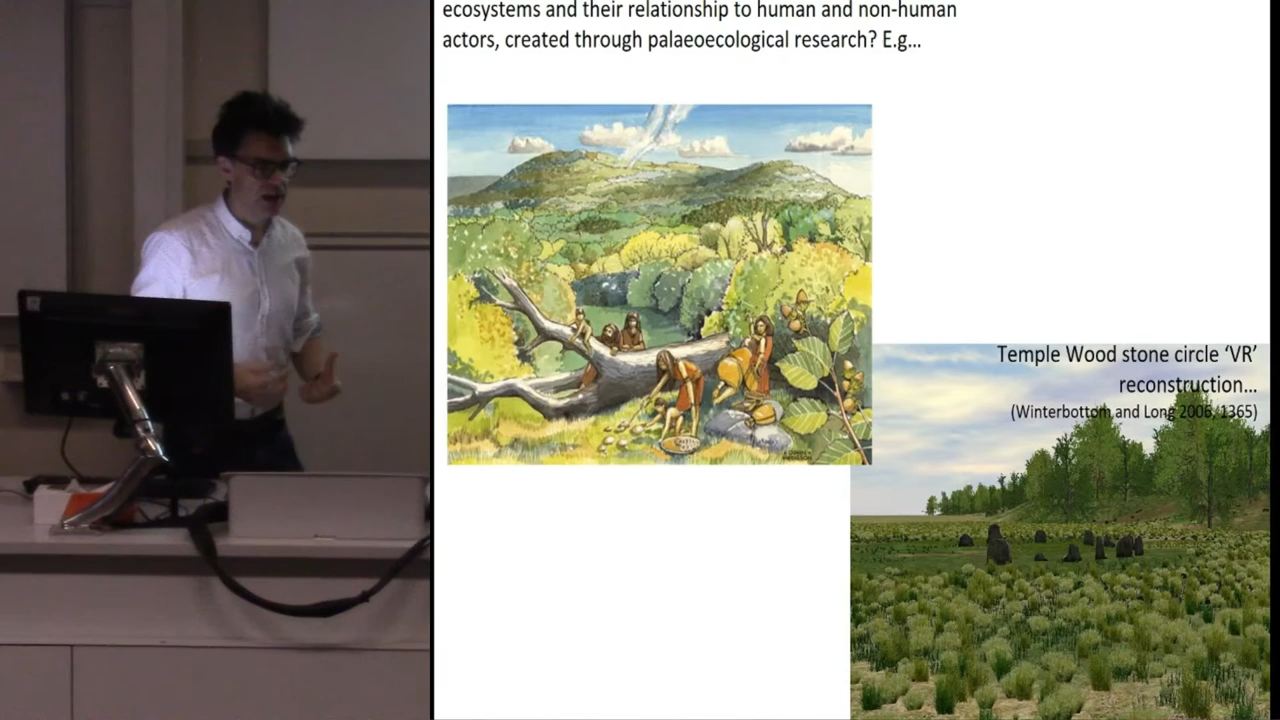 ecosystems and their relationship to human and non-human
actors, created through palaeoecological research? E.g...
Temple Wood stone circle ‘VR’
reconstruction...
(Winterbottom and Long 2006, 1365)